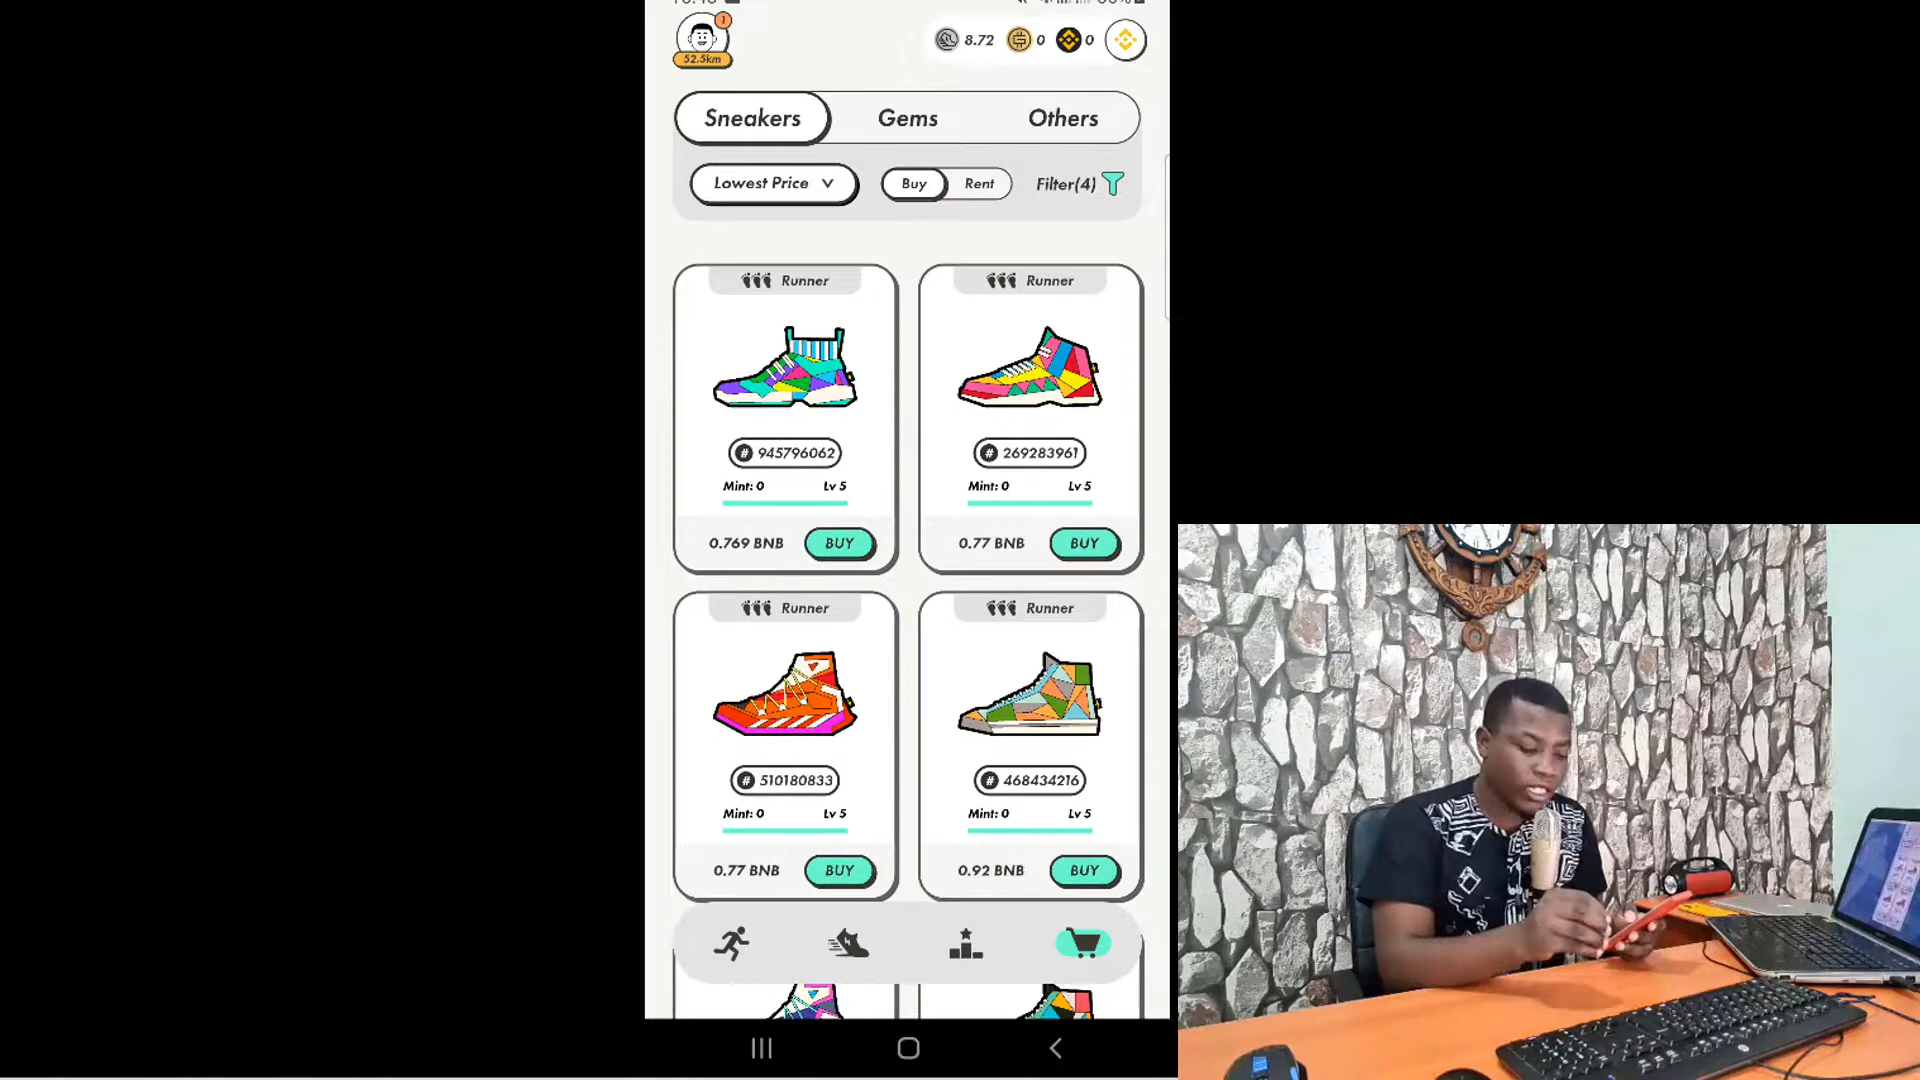 1
52.5km
8.72 0 0
Sneakers Gems Others
Lowest Price Buy Rent Filter(4)
Runner Runner
# 945796062 # 269283961
Mint: 0 Lv 5 Mint: 0 Lv 5
0.769 BNB BUY 0.77 BNB BUY
Runner Runner
# 510180833 # 468434216
Mint: 0 Lv 5 Mint: 0 Lv 5
0.77 BNB BUY 0.92 BNB BUY